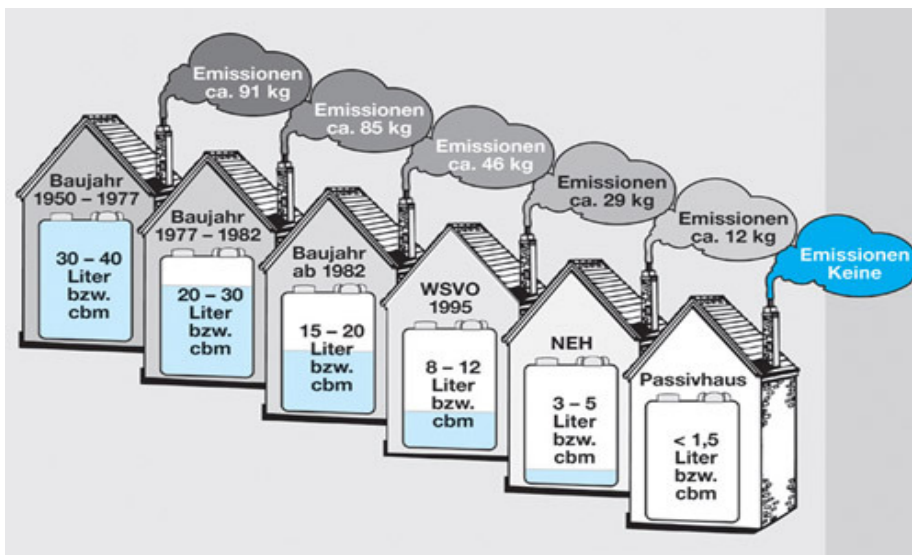 Emissionen
ca. 91 kg
Baujahr
1950 – 1977
30 – 40
Liter
bzw.
cbm
Emissionen
ca. 85 kg
Baujahr
1977 – 1982
20 – 30
Liter
bzw.
cbm
Emissionen
ca. 46 kg
Baujahr
ab 1982
15 – 20
Liter
bzw.
cbm
Emissionen
ca. 29 kg
WSVO
1995
8 – 12
Liter
bzw.
cbm
Emissionen
ca. 12 kg
NEH
3 – 5
Liter
bzw.
cbm
Emissionen
Keine
Passivhaus
< 1,5
Liter
bzw.
cbm